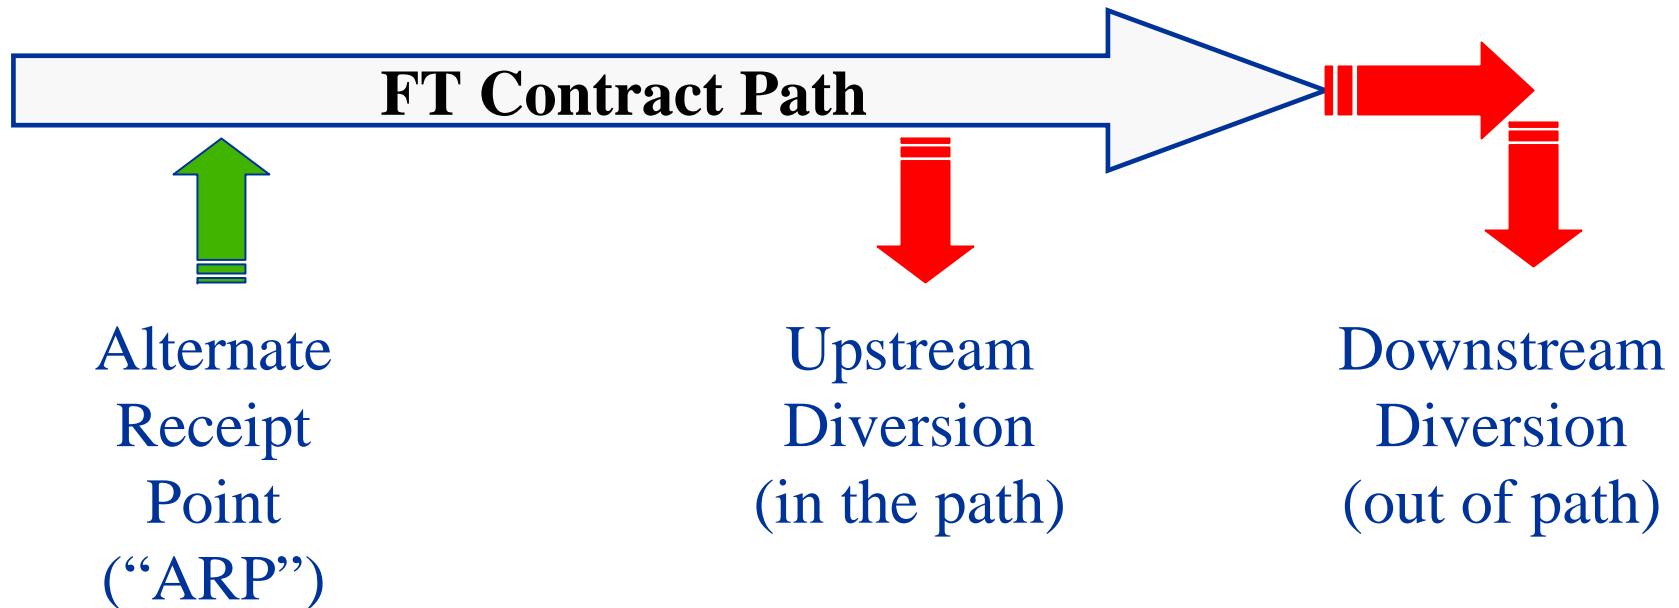 FT Contract Path
Alternate
Receipt
Point
(“ARP”)
Upstream
Diversion
(in the path)
Downstream
Diversion
(out of path)